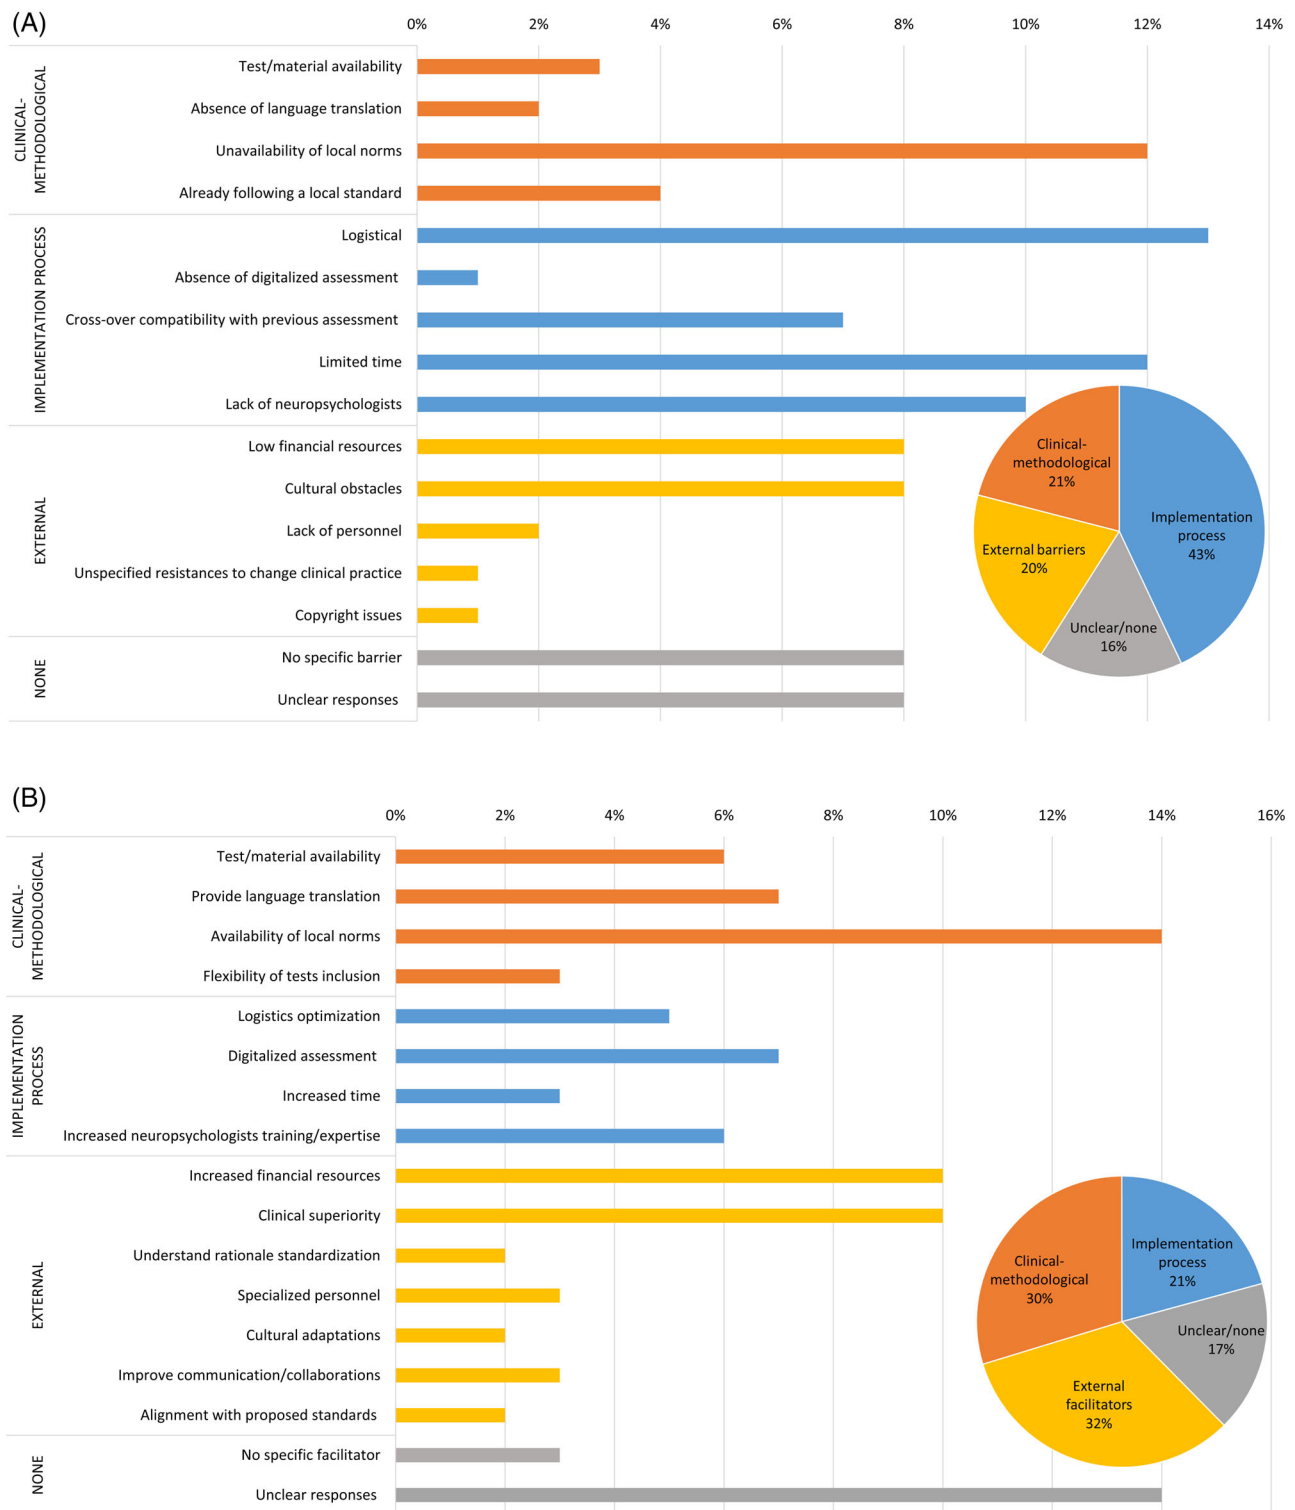 (A)
0% 2% 4% 6% 8% 10% 12% 14%
CLINICAL-
METHODOLOGICAL
Test/material availability
Absence of language translation
Unavailability of local norms
Already following a local standard
IMPLEMENTATION PROCESS
Logistical
Absence of digitalized assessment
Cross-over compatibility with previous assessment
Limited time
Lack of neuropsychologists
EXTERNAL
Low financial resources
Cultural obstacles
Lack of personnel
Unspecified resistances to change clinical practice
Copyright issues
NONE
No specific barrier
Unclear responses
Clinical-
methodological
21%
Implementation
process
43%
External barriers
20%
Unclear/none
16%
(B)
0% 2% 4% 6% 8% 10% 12% 14% 16%
CLINICAL-
METHODOLOGICAL
Test/material availability
Provide language translation
Availability of local norms
Flexibility of tests inclusion
IMPLEMENTATION
PROCESS
Logistics optimization
Digitalized assessment
Increased time
Increased neuropsychologists training/expertise
EXTERNAL
Increased financial resources
Clinical superiority
Understand rationale standardization
Specialized personnel
Cultural adaptations
Improve communication/collaborations
Alignment with proposed standards
NONE
No specific facilitator
Unclear responses
Implementation
process
21%
Clinical-
methodological
30%
Unclear/none
17%
External
facilitators
32%